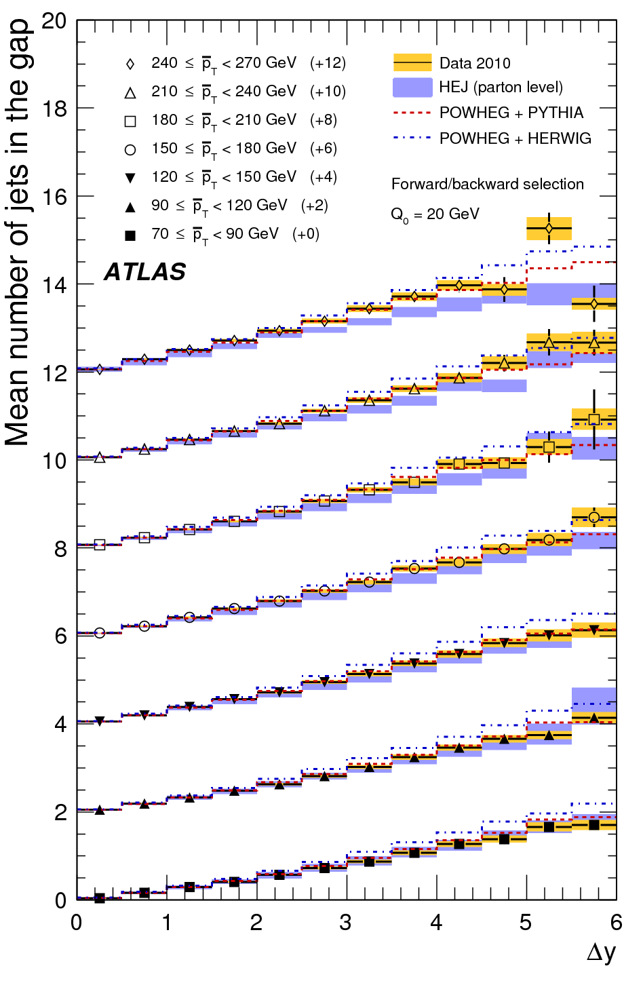 Mean number of jets in the gap
20
18
16
14
12
10
8
6
4
2
0
240 ≤ p̅T < 270 GeV (+12)
210 ≤ p̅T < 240 GeV (+10)
180 ≤ p̅T < 210 GeV (+8)
150 ≤ p̅T < 180 GeV (+6)
120 ≤ p̅T < 150 GeV (+4)
90 ≤ p̅T < 120 GeV (+2)
70 ≤ p̅T < 90 GeV (+0)
ATLAS
Data 2010
HEJ (parton level)
POWHEG + PYTHIA
POWHEG + HERWIG
Forward/backward selection
Q0 = 20 GeV
0 1 2 3 4 5 6
Δy